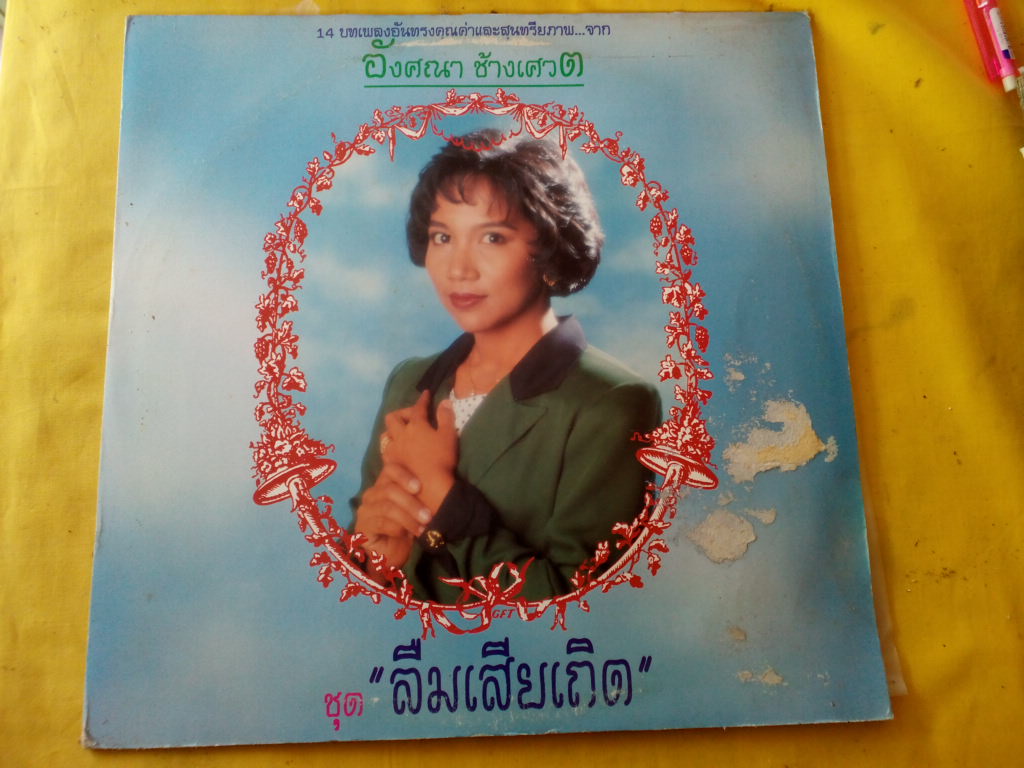 14 บทเพลงอันทรงคุณค่าและสุนทรียภาพ...จาก
อังศณา ช้างเศวต
GFT
ชุด "ลืมเสียเถิด"